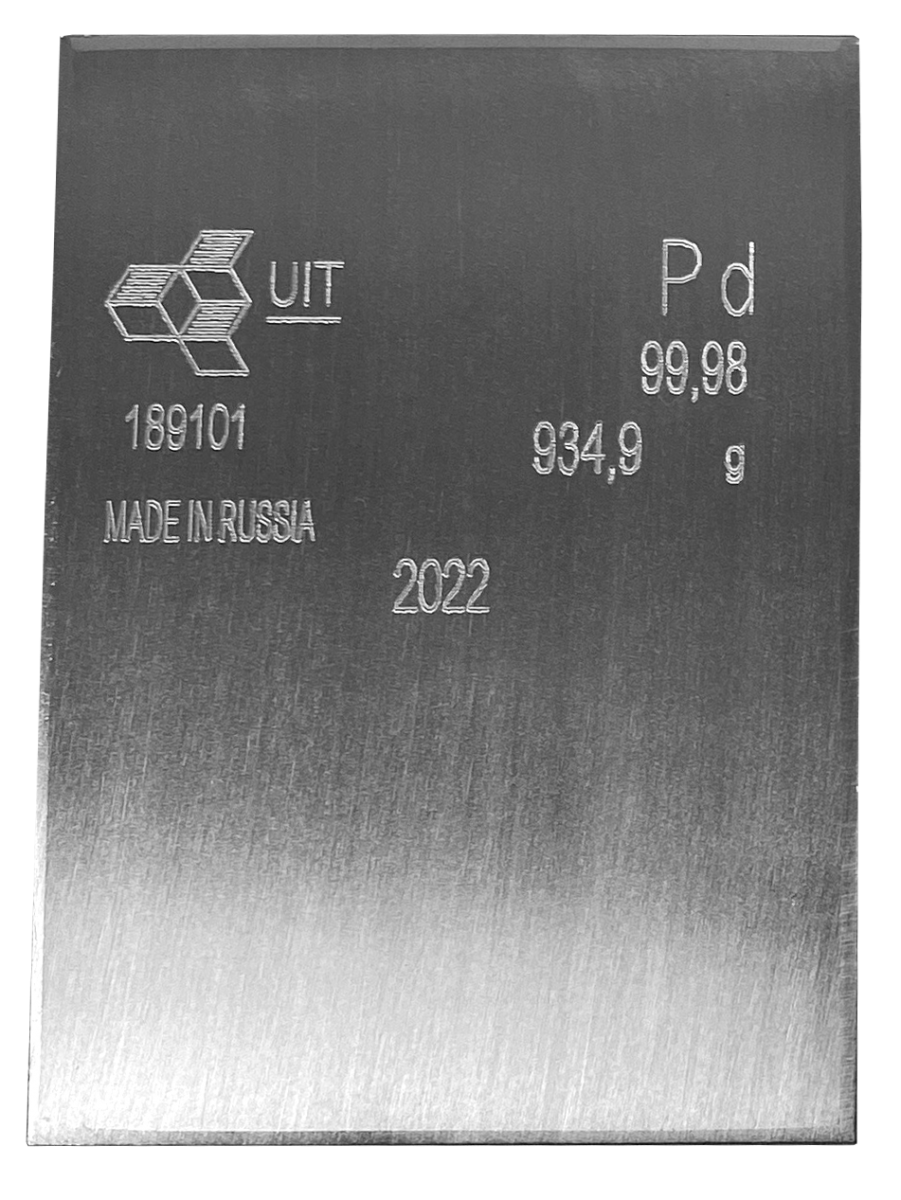 UIT
Pd
99,98
189101
934,9 g
MADE IN RUSSIA
2022